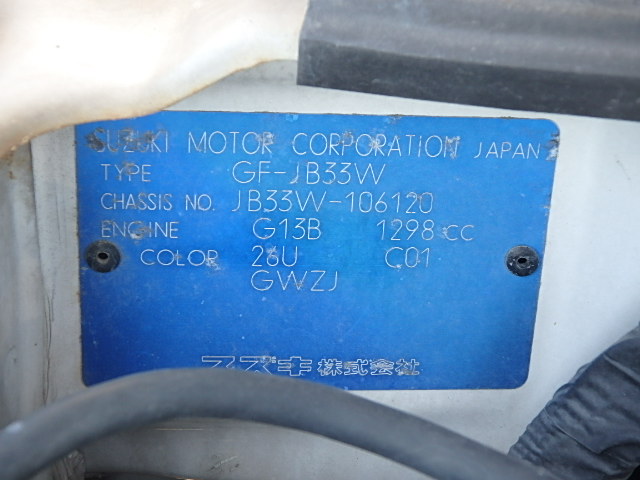 SUZUKI MOTOR CORPORATION JAPAN
TYPE GF-JB33W
CHASSIS NO. JB33W-106120
ENGINE G13B 1298 cc
COLOR 26U C01
GWZJ
スズキ株式会社